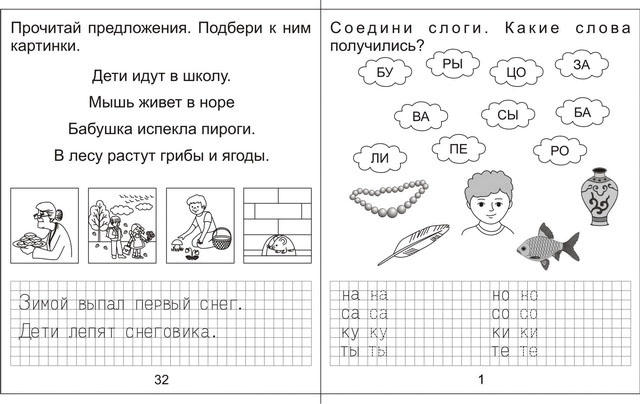 Прочитай предложения. Подбери к ним
картинки.
Дети идут в школу.
Мышь живет в норе
Бабушка испекла пироги.
В лесу растут грибы и ягоды.
Зимой выпал первый снег.
Дети лепят снеговика.
32
Соедини слоги. Какие слова
получились?
БУ РЫ ЦО ЗА
ВА СЫ БА
ЛИ ПЕ РО
на на но но
са са со со
ку ку ки ки
ты ты те те
1